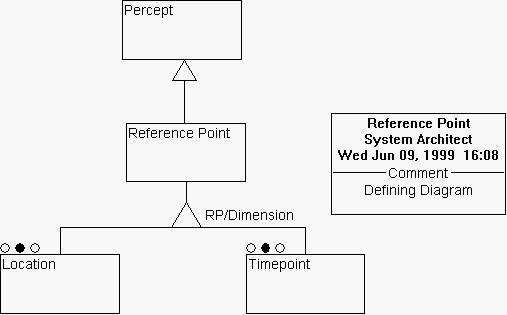 Percept
Reference Point
RP/Dimension
Location
Timepoint
Reference Point
System Architect
Wed Jun 09, 1999 16:08
Comment
Defining Diagram